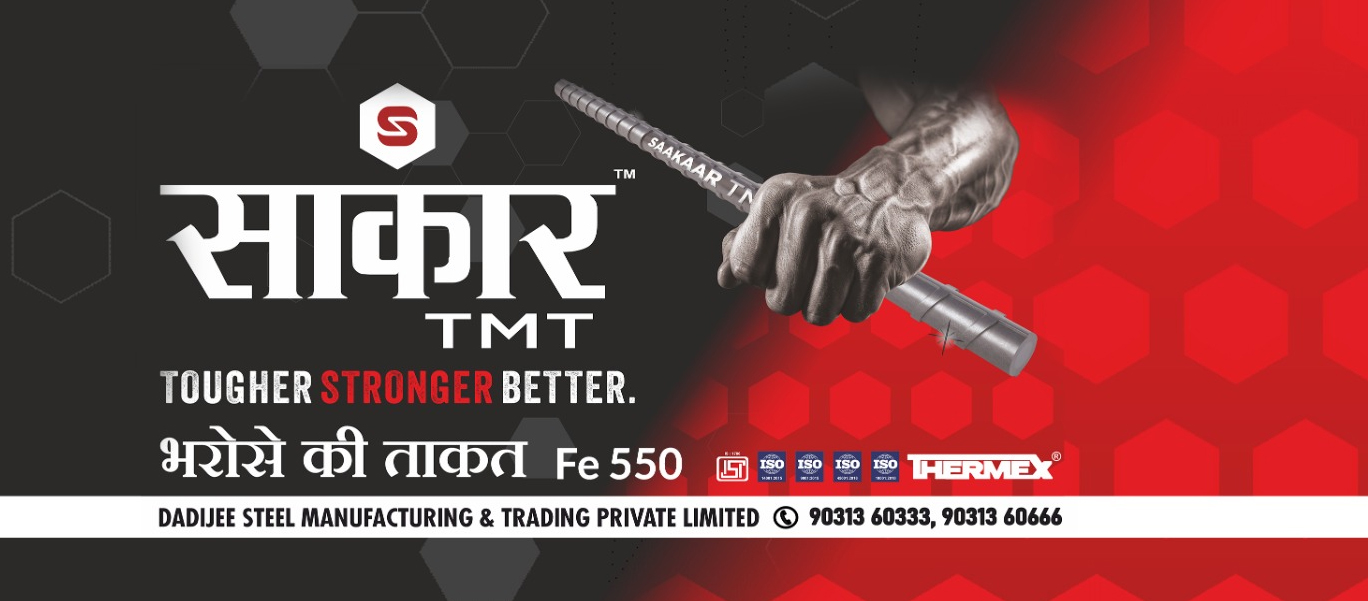 S
साकार™
TMT
SAAKAAR TM
TOUGHER STRONGER BETTER.
भरोसे की ताकत Fe 550
ISI ISO ISO ISO ISO THERMEX®
DADIJEE STEEL MANUFACTURING & TRADING PRIVATE LIMITED 90313 60333, 90313 60666